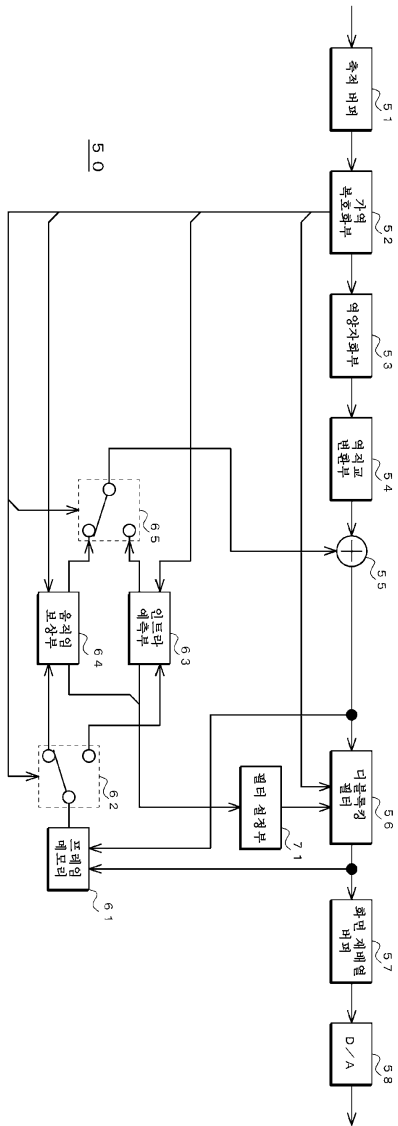 50
51
축적 버퍼
52
가역
복호화부
53
역양자화부
54
역직교
변환부
55
56
디블록킹
필터
57
화면 재배열
버퍼
58
D/A
61
프레임
메모리
62
63
인트라
예측부
64
움직임
보상부
65
71
필터 설정부